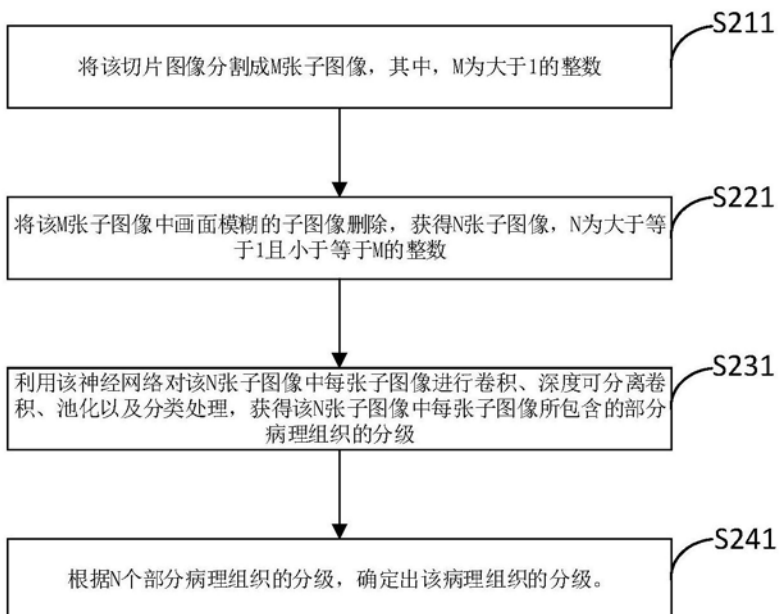 S211
将该切片图像分割成M张子图像，其中，M为大于1的整数
S221
将该M张子图像中画面模糊的子图像删除，获得N张子图像，N为大于等
于1且小于等于M的整数
S231
利用该神经网络对该N张子图像中每张子图像进行卷积、深度可分离卷
积、池化以及分类处理，获得该N张子图像中每张子图像所包含的部分
病理组织的分级
S241
根据N个部分病理组织的分级，确定出该病理组织的分级。